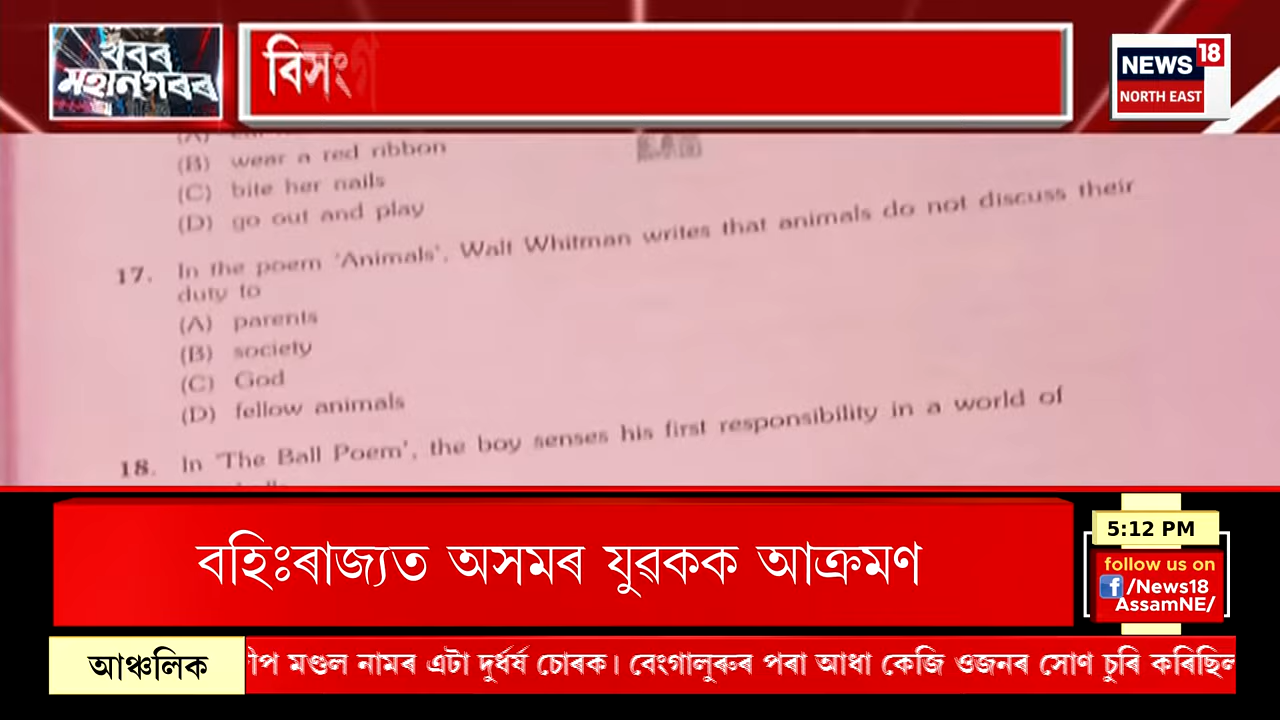 খবৰ
মহানগৰৰ
বিসং
NEWS 18
NORTH EAST
(B) wear a red ribbon
(C) bite her nails
(D) go out and play
17. In the poem 'Animals', Walt Whitman writes that animals do not discuss their
duty to
(A) parents
(B) society
(C) God
(D) fellow animals
18. In 'The Ball Poem', the boy senses his first responsibility in a world of
বহিঃৰাজ্যত অসমৰ যুৱকক আক্ৰমণ
5:12 PM
follow us on
/News18
AssamNE/
আঞ্চলিক
মণ্ডল নামৰ এটা দুৰ্ধৰ্ষ চোৰক। বেংগালুৰুৰ পৰা আধা কেজি ওজনৰ সোণ চুৰি কৰিছিল